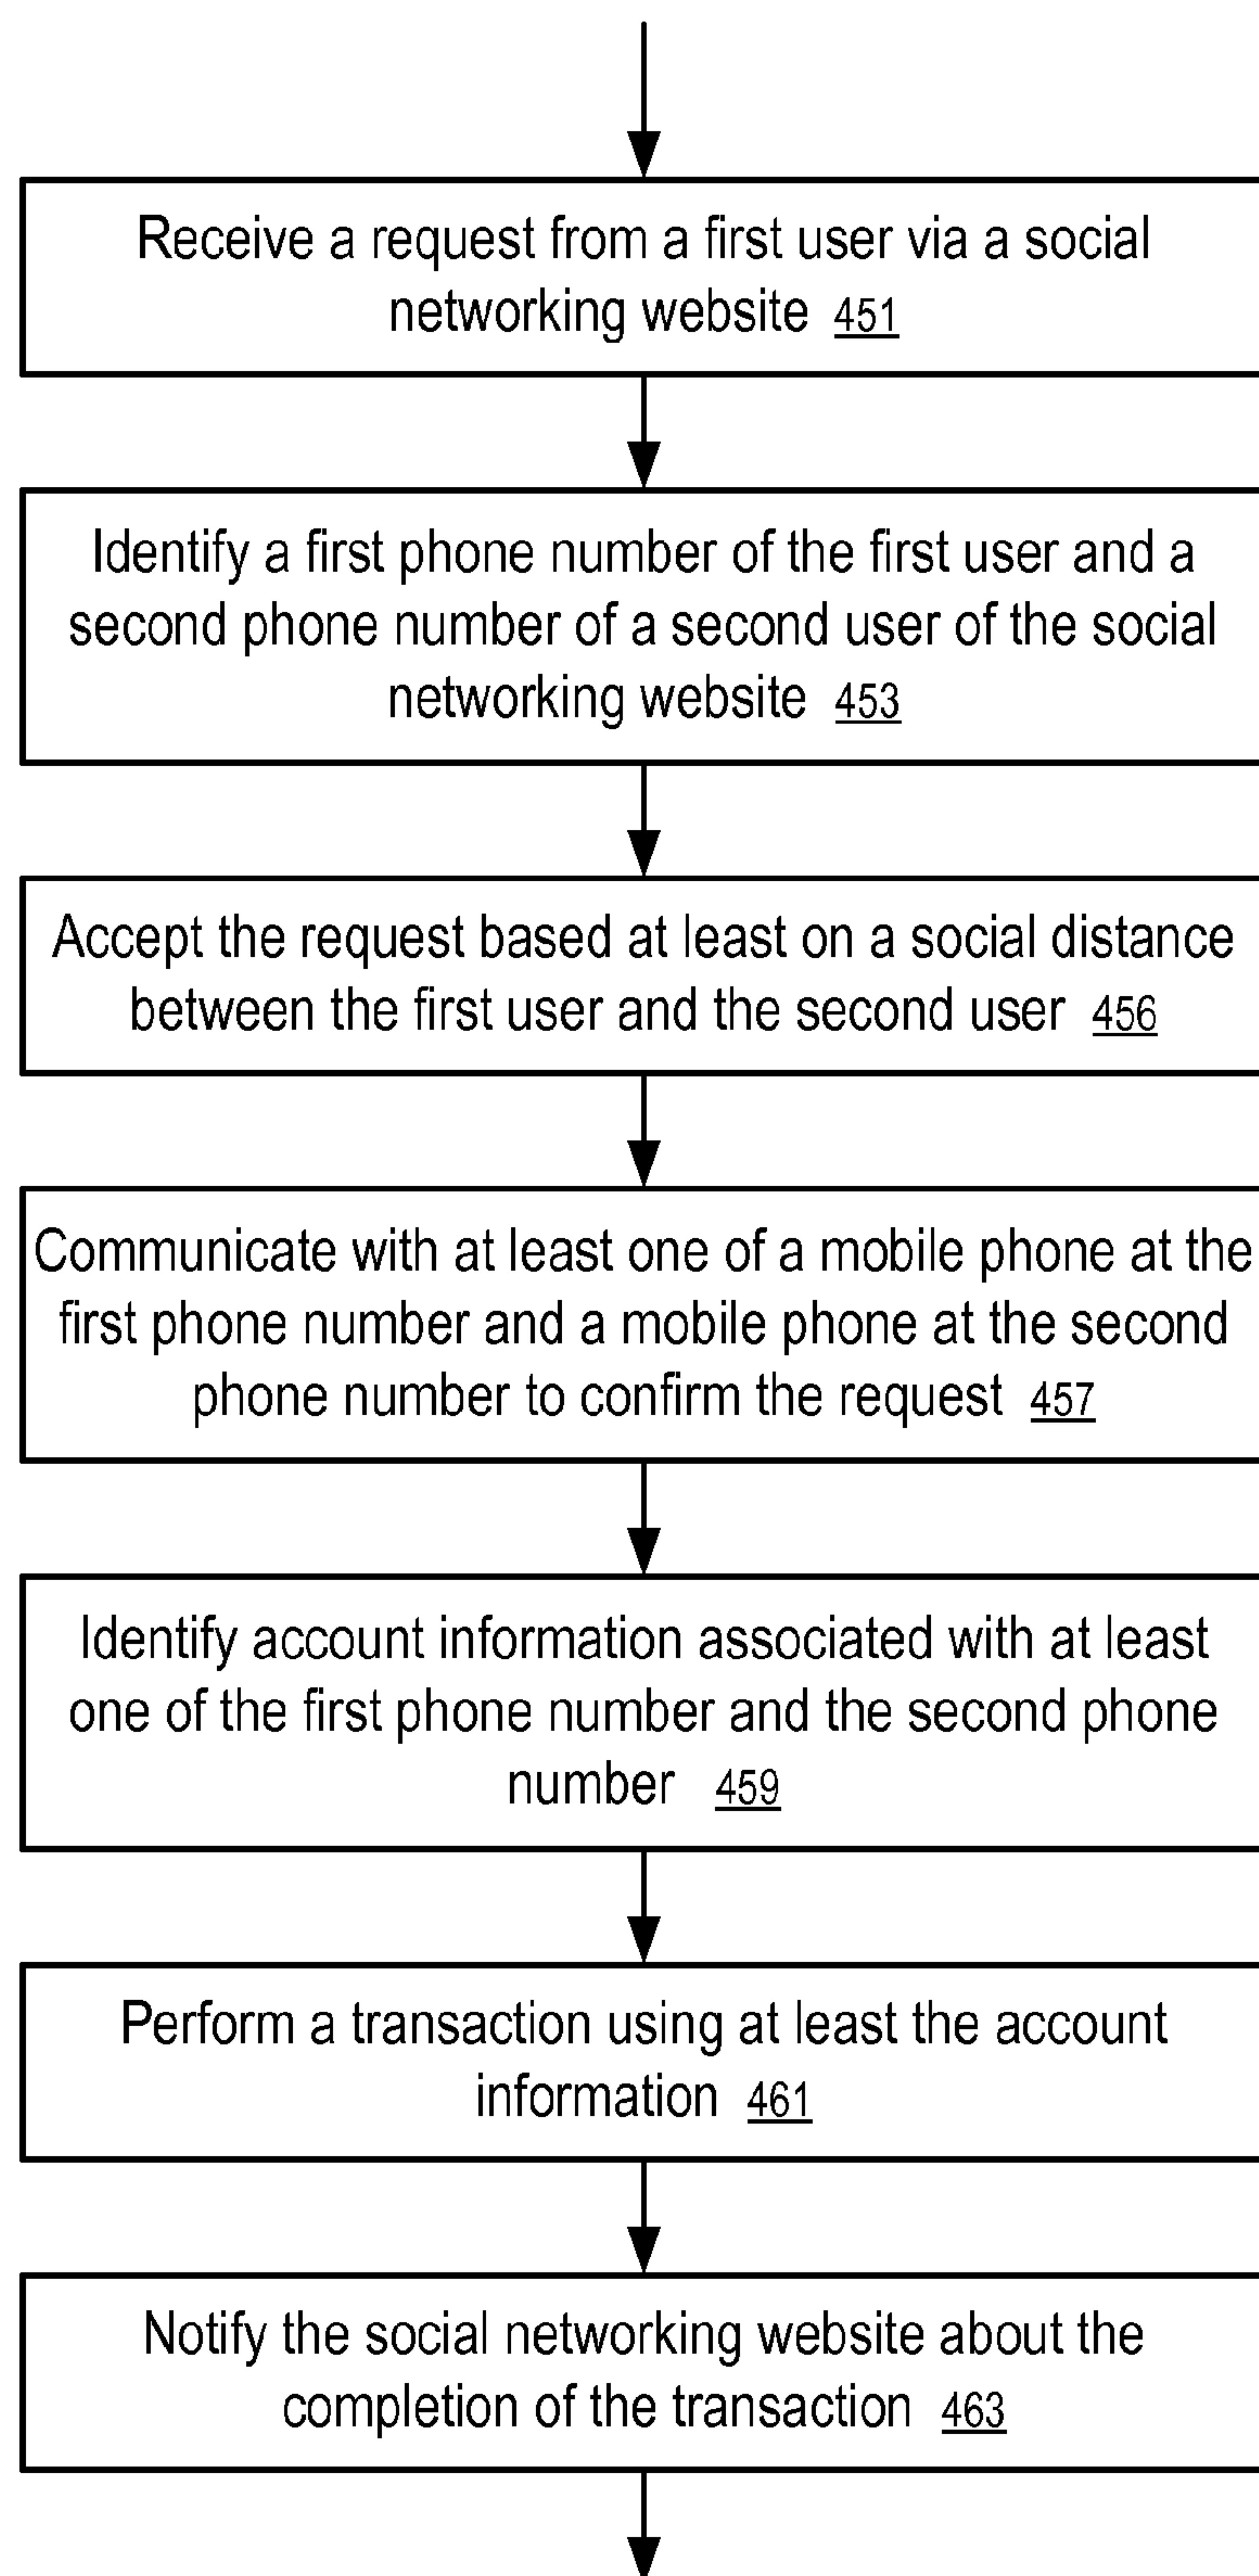 Receive a request from a first user via a social
networking website 451
Identify a first phone number of the first user and a
second phone number of a second user of the social
networking website 453
Accept the request based at least on a social distance
between the first user and the second user 456
Communicate with at least one of a mobile phone at the
first phone number and a mobile phone at the second
phone number to confirm the request 457
Identify account information associated with at least
one of the first phone number and the second phone
number 459
Perform a transaction using at least the account
information 461
Notify the social networking website about the
completion of the transaction 463